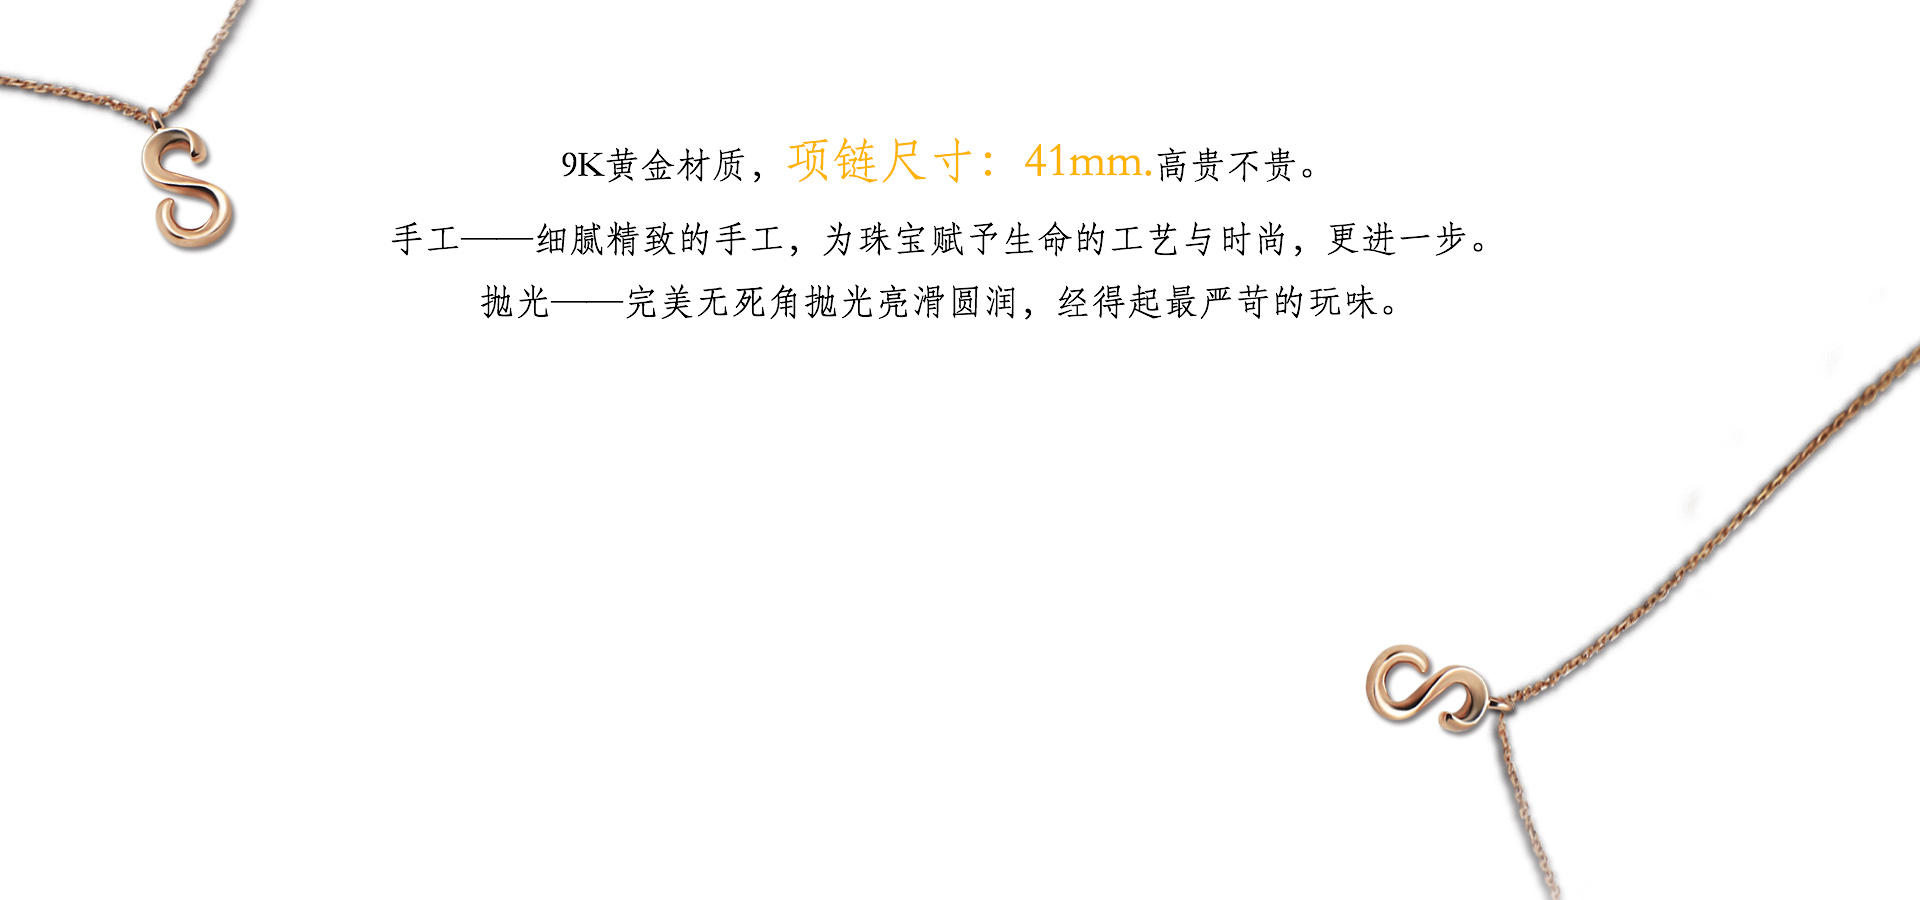 9K黄金材质，项链尺寸：41mm.高贵不贵。
手工——细腻精致的手工，为珠宝赋予生命的工艺与时尚，更进一步。
抛光——完美无死角抛光亮滑圆润，经得起最严苛的玩味。